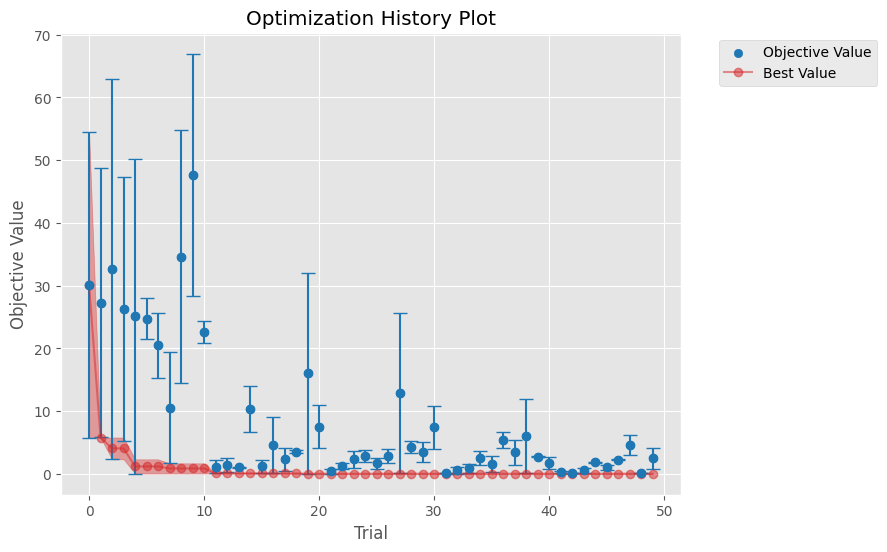 Optimization History Plot
Objective Value
Best Value
Objective Value
70
60
50
40
30
20
10
0
0 10 20 30 40 50
Trial